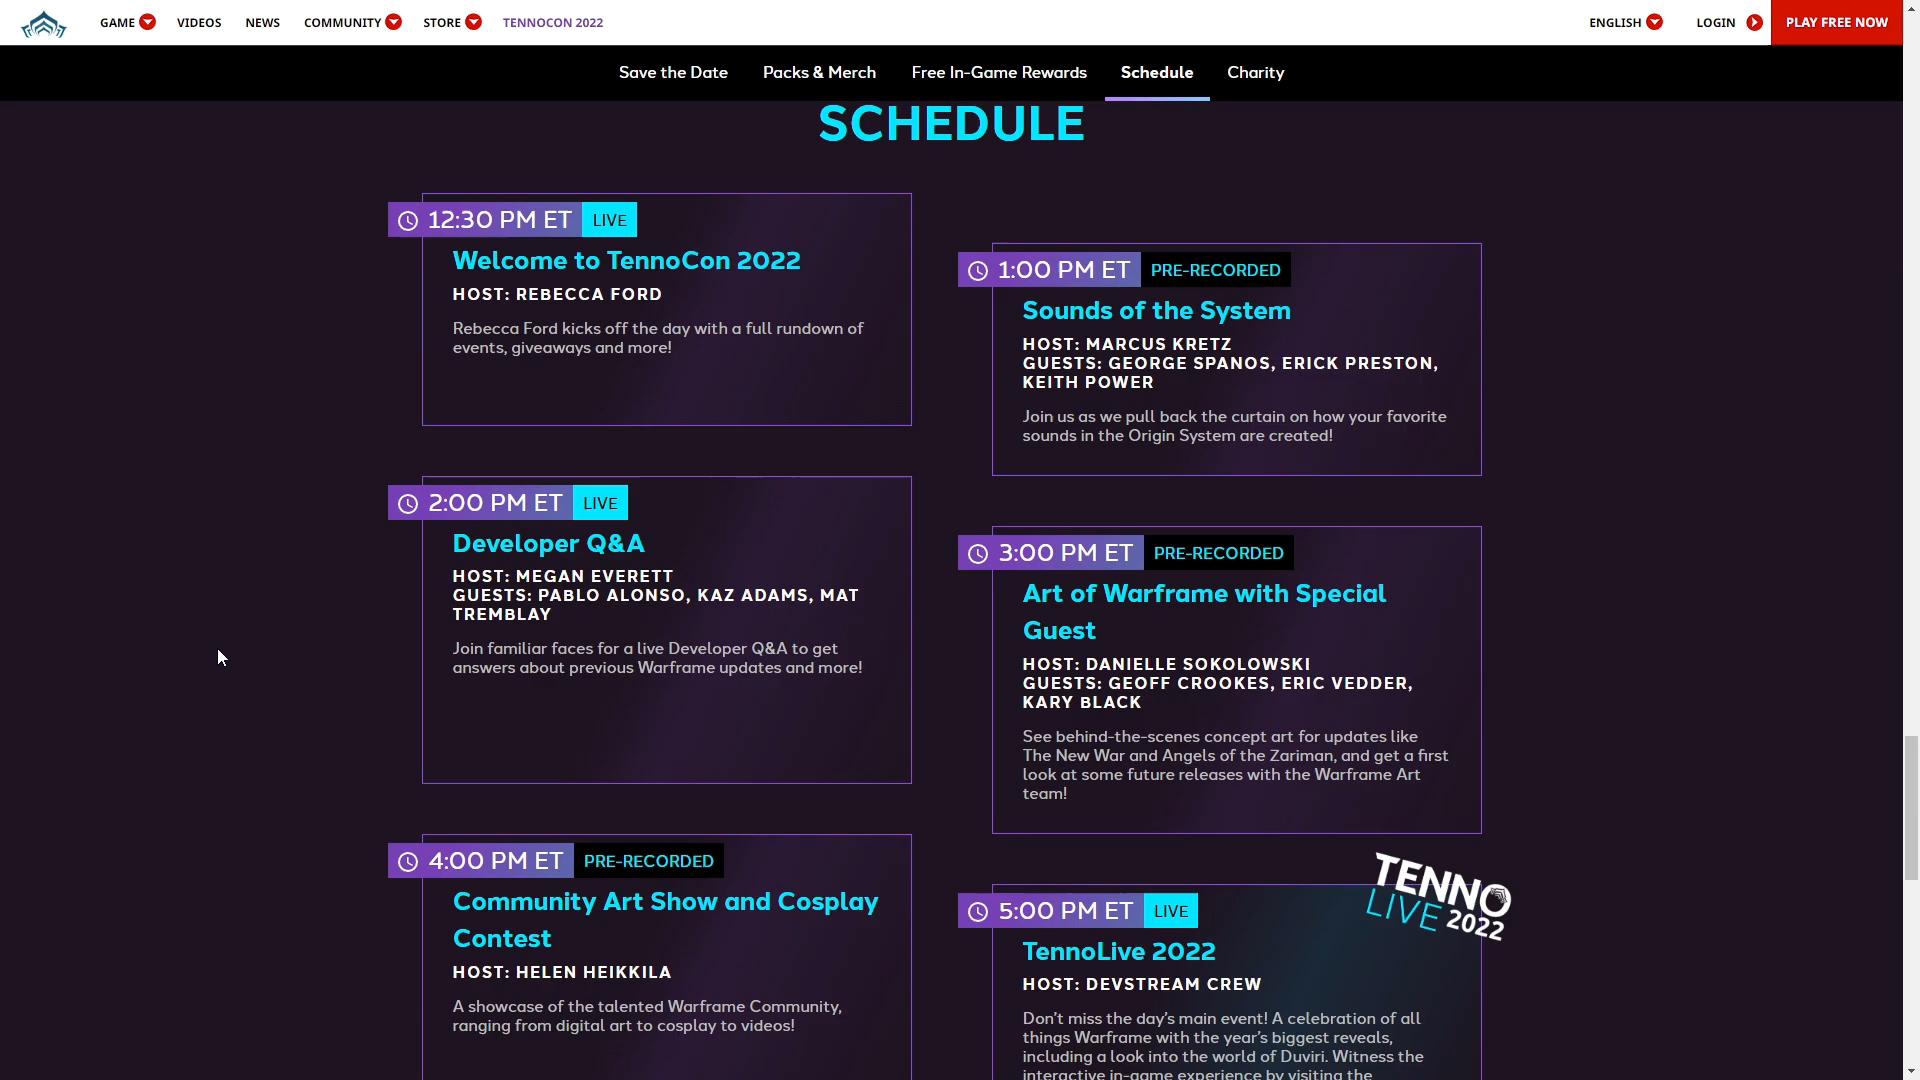 GAME VIDEOS NEWS COMMUNITY STORE TENNOCON 2022 ENGLISH LOGIN PLAY FREE NOW
Save the Date Packs & Merch Free In-Game Rewards Schedule Charity
SCHEDULE
12:30 PM ET LIVE
Welcome to TennoCon 2022
HOST: REBECCA FORD
Rebecca Ford kicks off the day with a full rundown of
events, giveaways and more!
1:00 PM ET PRE-RECORDED
Sounds of the System
HOST: MARCUS KRETZ
GUESTS: GEORGE SPANOS, ERICK PRESTON,
KEITH POWER
Join us as we pull back the curtain on how your favorite
sounds in the Origin System are created!
2:00 PM ET LIVE
Developer Q&A
HOST: MEGAN EVERETT
GUESTS: PABLO ALONSO, KAZ ADAMS, MAT
TREMBLAY
Join familiar faces for a live Developer Q&A to get
answers about previous Warframe updates and more!
3:00 PM ET PRE-RECORDED
Art of Warframe with Special
Guest
HOST: DANIELLE SOKOLOWSKI
GUESTS: GEOFF CROOKES, ERIC VEDDER,
KARY BLACK
See behind-the-scenes concept art for updates like
The New War and Angels of the Zariman, and get a first
look at some future releases with the Warframe Art
team!
4:00 PM ET PRE-RECORDED
Community Art Show and Cosplay
Contest
HOST: HELEN HEIKKILA
A showcase of the talented Warframe Community,
ranging from digital art to cosplay to videos!
TENNO
LIVE 2022
5:00 PM ET LIVE
TennoLive 2022
HOST: DEVSTREAM CREW
Don't miss the day's main event! A celebration of all
things Warframe with the year's biggest reveals,
including a look into the world of Duviri. Witness the
interactive in-game experience by visiting the